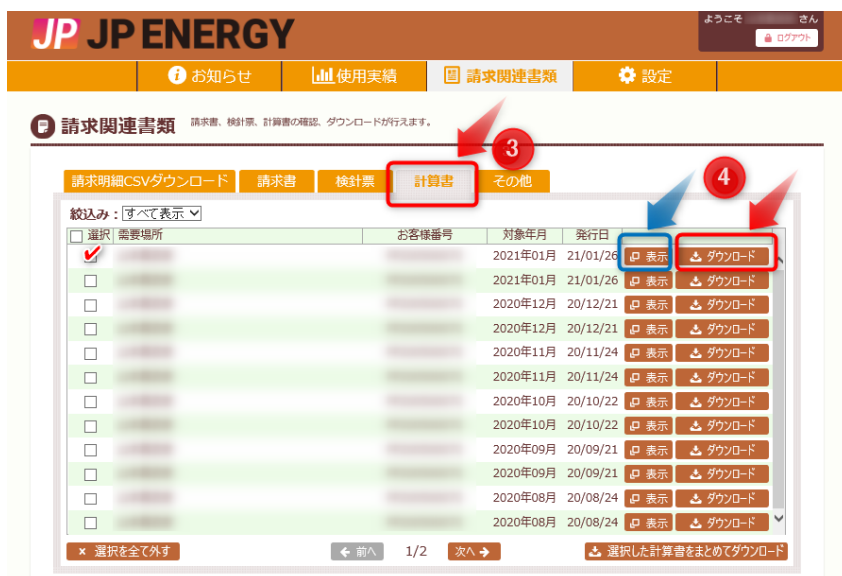 ようこそ さん
JP JP ENERGY
ログアウト
お知らせ 使用実績 請求関連書類 設定
請求関連書類 請求書、検針票、計算書の確認、ダウンロードが行えます。
3
請求明細CSVダウンロード 請求書 検針票 計算書 その他
4
絞込み：すべて表示
選択 需要場所 お客様番号 対象年月 発行日
2021年01月 21/01/26 表示 ダウンロード
2021年01月 21/01/26 表示 ダウンロード
2020年12月 20/12/21 表示 ダウンロード
2020年12月 20/12/21 表示 ダウンロード
2020年11月 20/11/24 表示 ダウンロード
2020年11月 20/11/24 表示 ダウンロード
2020年10月 20/10/22 表示 ダウンロード
2020年10月 20/10/22 表示 ダウンロード
2020年09月 20/09/21 表示 ダウンロード
2020年09月 20/09/21 表示 ダウンロード
2020年08月 20/08/24 表示 ダウンロード
2020年08月 20/08/24 表示 ダウンロード
× 選択を全て外す 前へ 1/2 次へ 選択した計算書をまとめてダウンロード